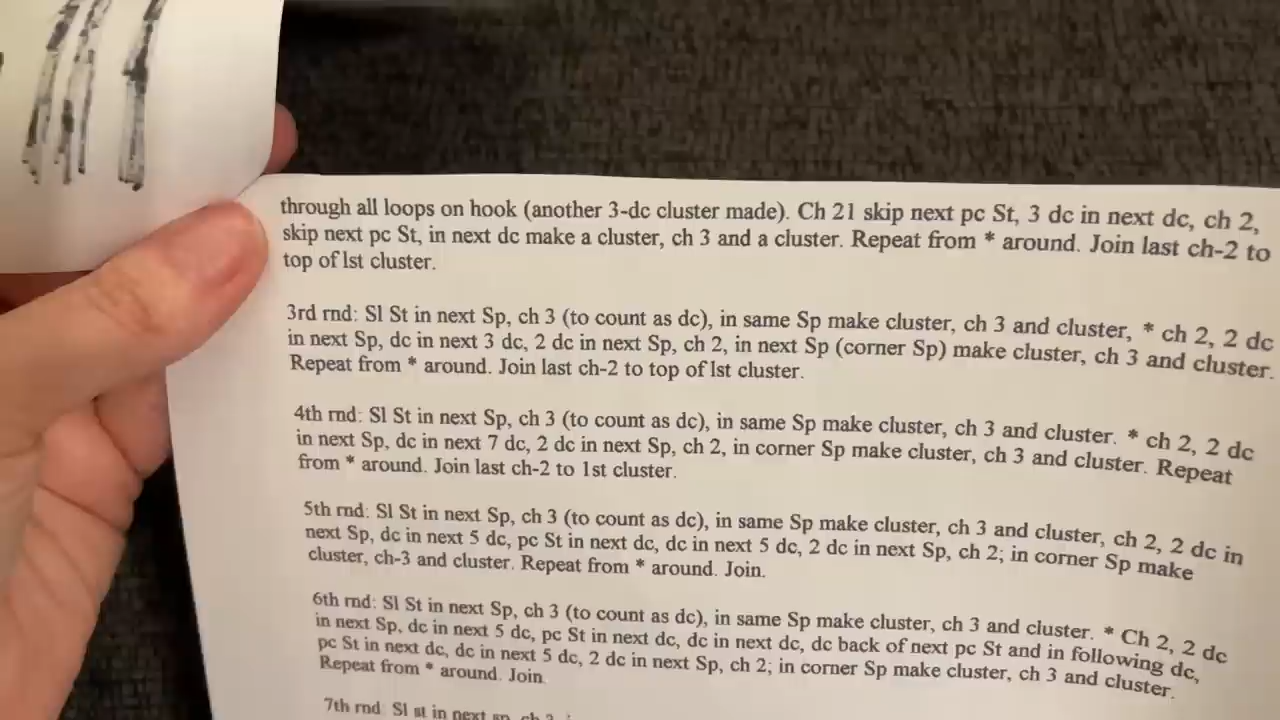 through all loops on hook (another 3-dc cluster made). Ch 21 skip next pc St, 3 dc in next dc, ch 2,
skip next pc St, in next dc make a cluster, ch 3 and a cluster. Repeat from * around. Join last ch-2 to
top of lst cluster.
3rd rnd: Sl St in next Sp, ch 3 (to count as dc), in same Sp make cluster, ch 3 and cluster, * ch 2, 2 dc
in next Sp, dc in next 3 dc, 2 dc in next Sp, ch 2, in next Sp (corner Sp) make cluster, ch 3 and cluster.
Repeat from * around. Join last ch-2 to top of lst cluster.
4th rnd: Sl St in next Sp, ch 3 (to count as dc), in same Sp make cluster, ch 3 and cluster. * ch 2, 2 dc
in next Sp, dc in next 7 dc, 2 dc in next Sp, ch 2, in corner Sp make cluster, ch 3 and cluster. Repeat
from * around. Join last ch-2 to 1st cluster.
5th rnd: Sl St in next Sp, ch 3 (to count as dc), in same Sp make cluster, ch 3 and cluster, ch 2, 2 dc in
next Sp, dc in next 5 dc, pc St in next dc, dc in next 5 dc, 2 dc in next Sp, ch 2; in corner Sp make
cluster, ch-3 and cluster. Repeat from * around. Join.
6th rnd: Sl St in next Sp, ch 3 (to count as dc), in same Sp make cluster, ch 3 and cluster. * Ch 2, 2 dc
in next Sp, dc in next 5 dc, pc St in next dc, dc in next dc, dc back of next pc St and in following dc,
pc St in next dc, dc in next 5 dc, 2 dc in next Sp, ch 2; in corner Sp make cluster, ch 3 and cluster.
Repeat from * around. Join
7th rnd Sl st in next sp, ch 3